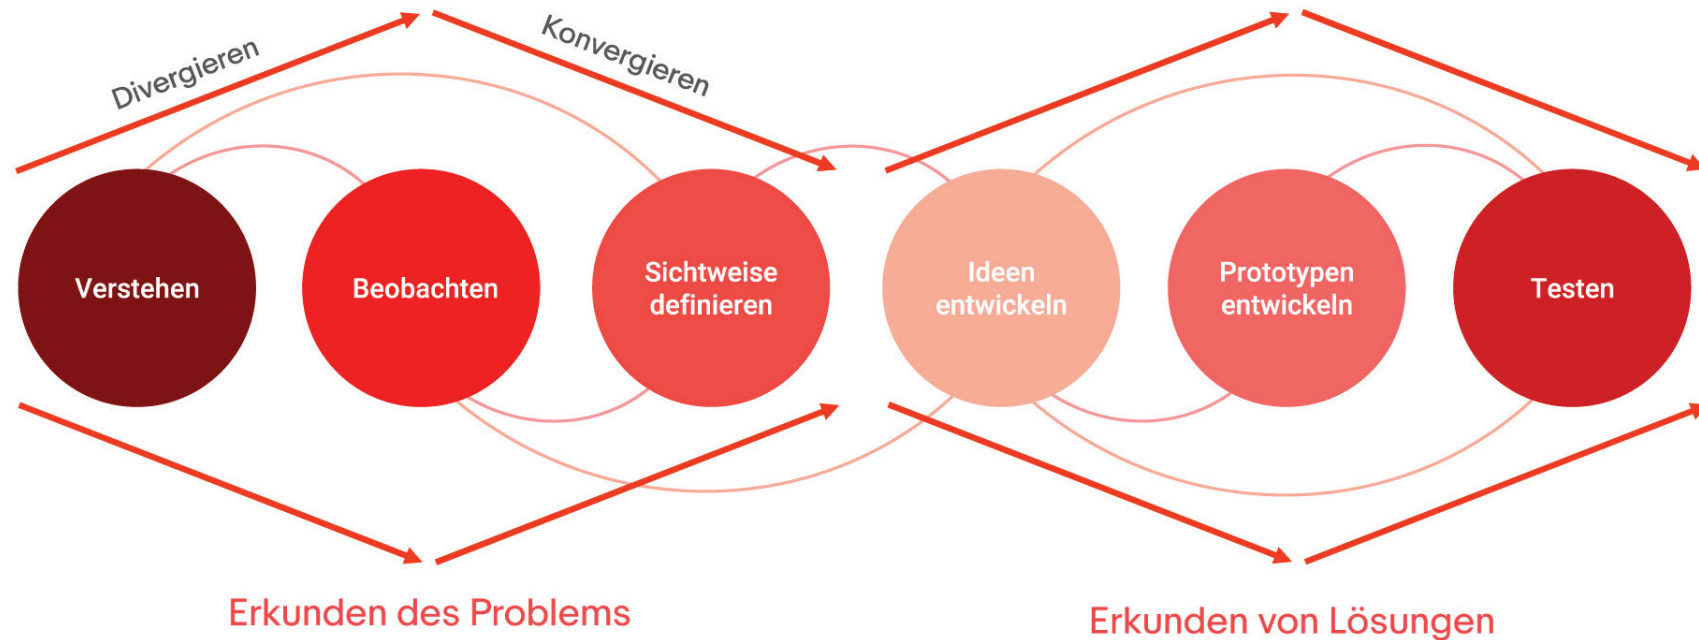 Divergieren
Konvergieren
Verstehen
Beobachten
Sichtweise
definieren
Ideen
entwickeln
Prototypen
entwickeln
Testen
Erkunden des Problems
Erkunden von Lösungen